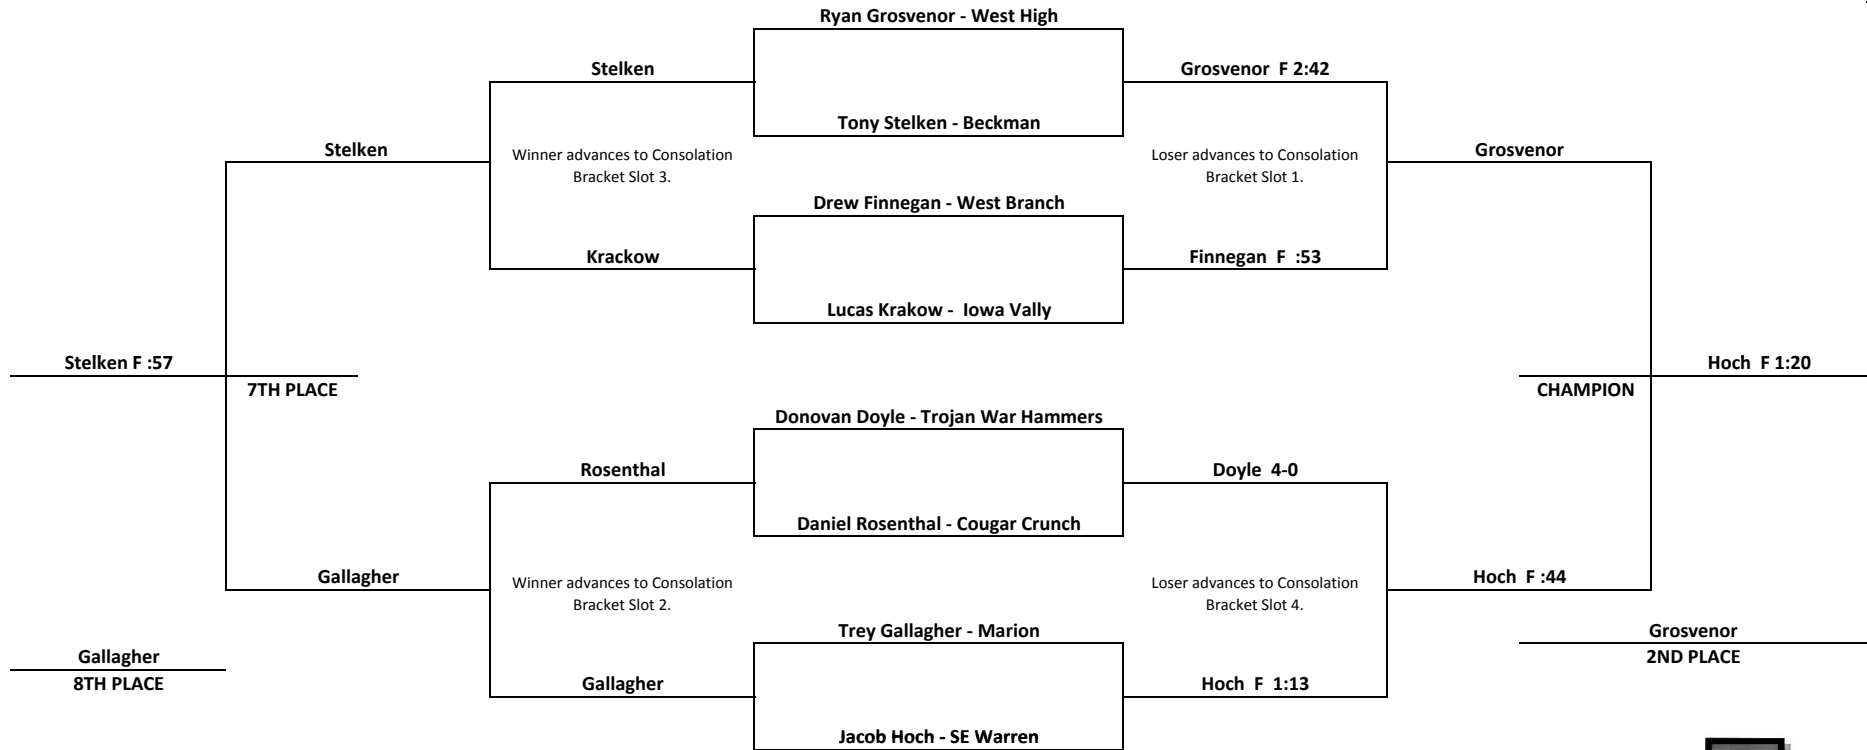 Ryan Grosvenor - West High
Stelken
Grosvenor  F 2:42
Tony Stelken - Beckman
Stelken
Winner advances to Consolation
Bracket Slot 3.
Loser advances to Consolation
Bracket Slot 1.
Grosvenor
Drew Finnegan - West Branch
Krackow
Finnegan  F  :53
Lucas Krakow -  Iowa Vally
Stelken F :57
7TH PLACE
Hoch  F 1:20
CHAMPION
Donovan Doyle - Trojan War Hammers
Rosenthal
Doyle  4-0
Daniel Rosenthal - Cougar Crunch
Gallagher
Winner advances to Consolation
Bracket Slot 2.
Loser advances to Consolation
Bracket Slot 4.
Hoch  F :44
Trey Gallagher - Marion
Gallagher
8TH PLACE
Grosvenor
2ND PLACE
Gallagher
Hoch  F  1:13
Jacob Hoch - SE Warren